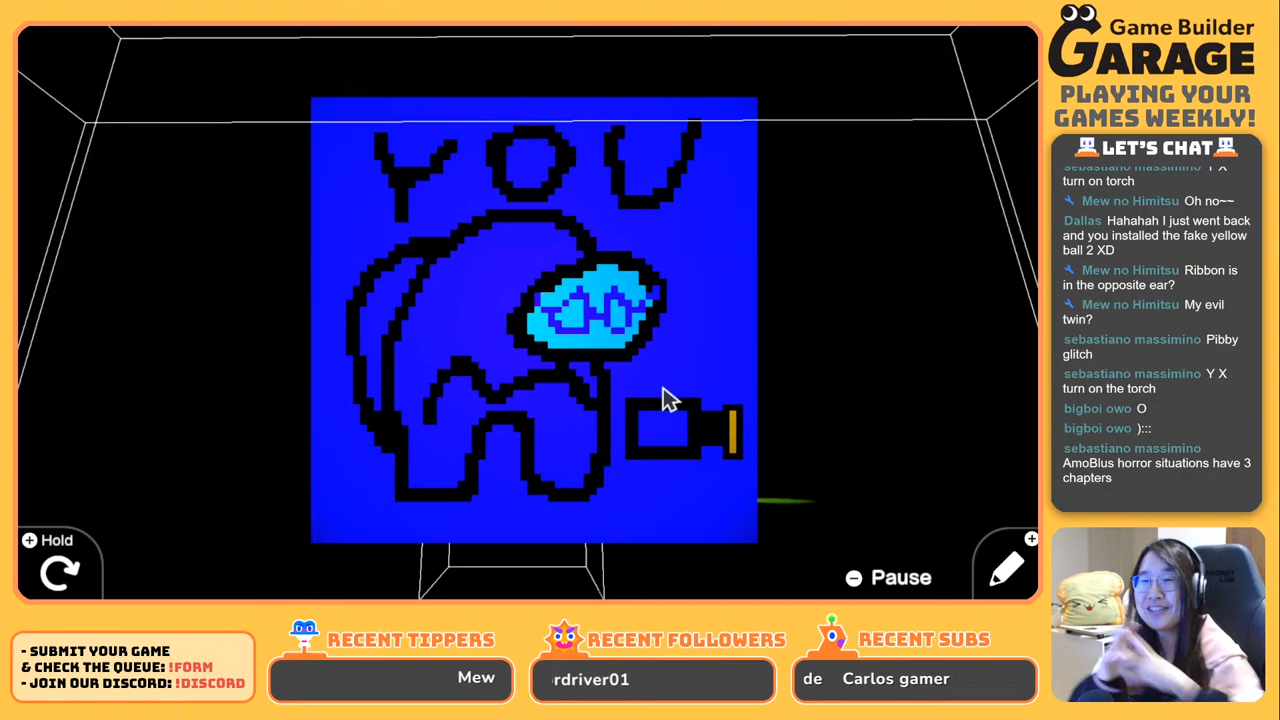 YOU
Hold
Pause
Game Builder
GARAGE
PLAYING YOUR
GAMES WEEKLY!
LET'S CHAT
sebastiano massimino Y X
turn on torch
Mew no Himitsu Oh no~~
Dallas Hahahah I just went back
and you installed the fake yellow
ball 2 XD
Mew no Himitsu Ribbon is
in the opposite ear?
Mew no Himitsu My evil
twin?
sebastiano massimino Pibby
glitch
sebastiano massimino Y X
turn on the torch
bigboi owo O
bigboi owo ):::
sebastiano massimino
AmoBlus horror situations have 3
chapters
- SUBMIT YOUR GAME
& CHECK THE QUEUE: !FORM
- JOIN OUR DISCORD: !DISCORD
RECENT TIPPERS
Mew
RECENT FOLLOWERS
rdriver01
RECENT SUBS
de Carlos gamer